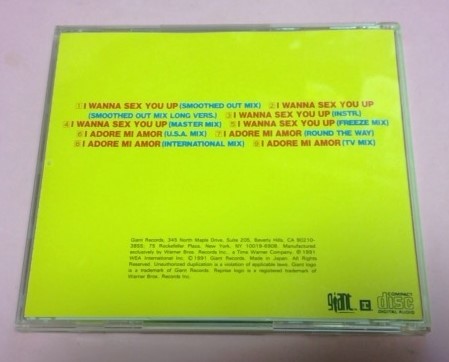 1 I WANNA SEX YOU UP (SMOOTHED OUT MIX) 2 I WANNA SEX YOU UP
(SMOOTHED OUT MIX LONG VERS.) 3 I WANNA SEX YOU UP (INSTR.)
4 I WANNA SEX YOU UP (MASTER MIX) 5 I WANNA SEX YOU UP (FREEZE MIX)
6 I ADORE MI AMOR (U.S.A. MIX) 7 I ADORE MI AMOR (ROUND THE WAY)
8 I ADORE MI AMOR (INTERNATIONAL MIX) 9 I ADORE MI AMOR (TV MIX)
Giant Records, 345 North Maple Drive, Suite 205, Beverly Hills, CA 90210-
3869, 75 Rockefeller Plaza, New York, NY 10019-6908. Manufactured
exclusively by Warner Bros. Records Inc., a Time Warner Company. ℗ 1991
WEA International Inc. © 1991 Giant Records. Made in Japan. All Rights
Reserved. Unauthorized duplication is a violation of applicable laws. Giant logo
is a trademark of Giant Records. Reprise logo is a registered trademark of
Warner Bros. Records Inc.
giant
COMPACT
disc
DIGITAL AUDIO